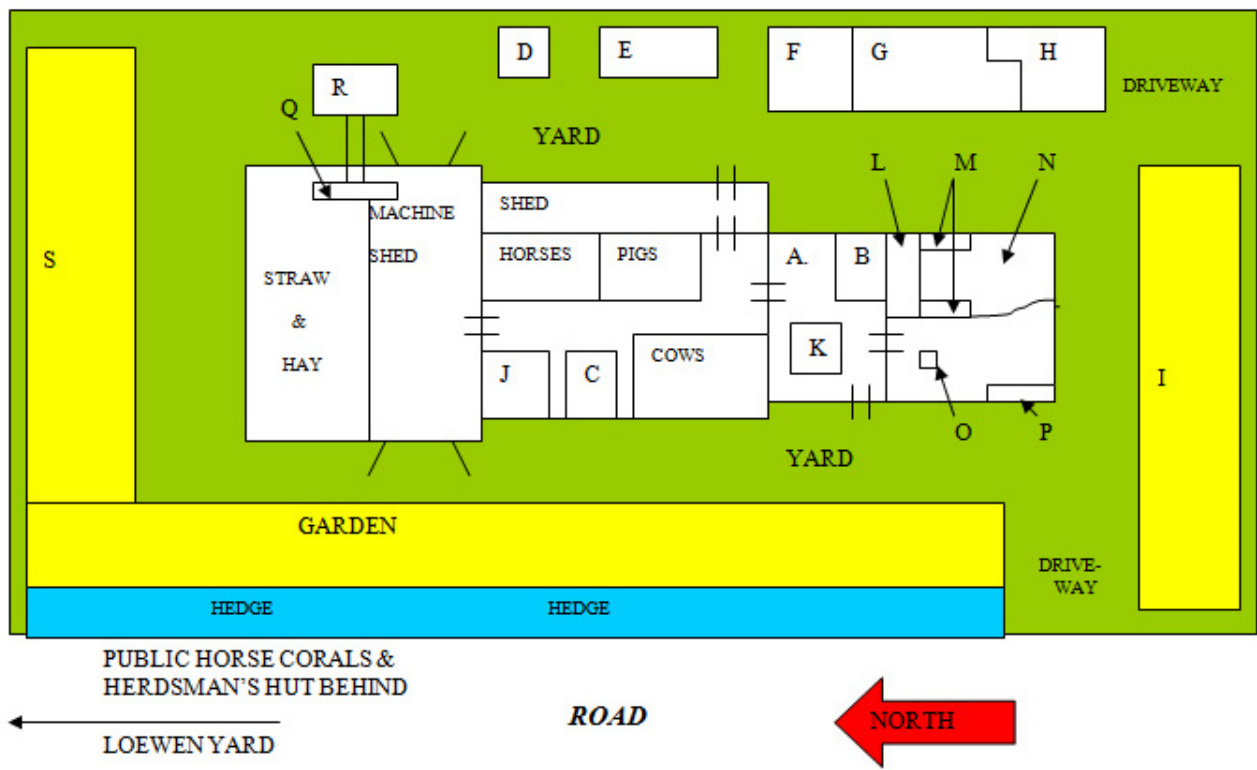 D
E
F
G
H
R
DRIVEWAY
Q
YARD
L
M
N
SHED
MACHINE
SHED
S
HORSES
PIGS
A.
B
STRAW
&
HAY
COWS
K
J
C
I
O
P
YARD
GARDEN
DRIVE-
WAY
HEDGE
HEDGE
PUBLIC HORSE CORALS &
HERDSMAN'S HUT BEHIND
ROAD
NORTH
LOEWEN YARD